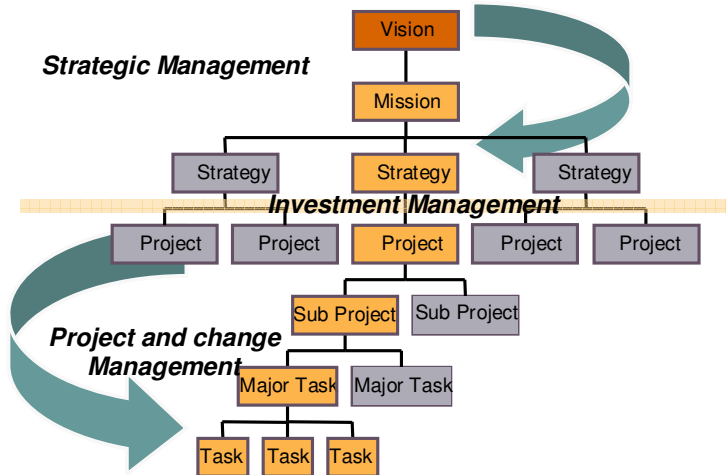 Vision
Strategic Management
Mission
Strategy Strategy Strategy
Investment Management
Project Project Project Project Project
Sub Project Sub Project
Project and change
Management
Major Task Major Task
Task Task Task